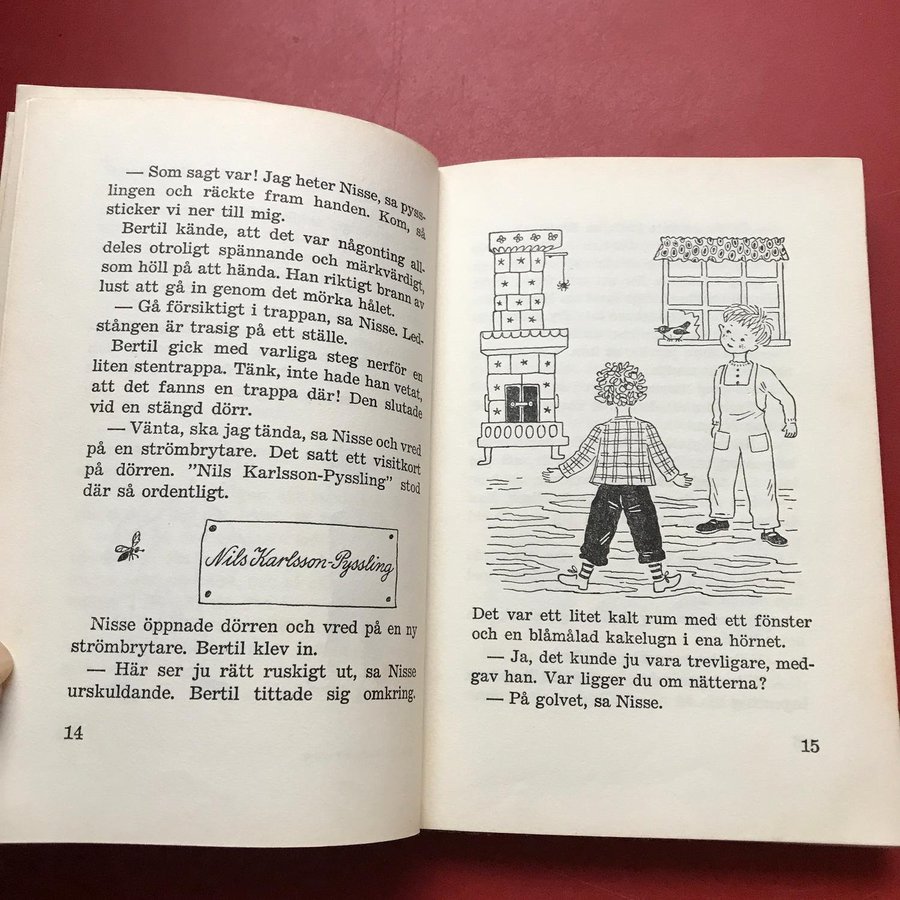 — Som sagt var! Jag heter Nisse, sa pyss-
lingen och räckte fram handen. Kom, så
sticker vi ner till mig.
Bertil kände, att det var någonting all-
deles otroligt spännande och märkvärdigt,
som höll på att hända. Han riktigt brann av
lust att gå in genom det mörka hålet.
— Gå försiktigt i trappan, sa Nisse. Led-
stången är trasig på ett ställe.
Bertil gick med varliga steg nerför en
liten stentrappa. Tänk, inte hade han vetat,
att det fanns en trappa där! Den slutade
vid en stängd dörr.
— Vänta, ska jag tända, sa Nisse och vred
på en strömbrytare. Det satt ett visitkort
på dörren. ”Nils Karlsson-Pyssling” stod
där så ordentligt.
Nils Karlsson-Pyssling
Nisse öppnade dörren och vred på en ny
strömbrytare. Bertil klev in.
— Här ser ju rätt ruskigt ut, sa Nisse
urskuldande. Bertil tittade sig omkring.
14
Det var ett litet kalt rum med ett fönster
och en blåmålad kakelugn i ena hörnet.
— Ja, det kunde ju vara trevligare, med-
gav han. Var ligger du om nätterna?
— På golvet, sa Nisse.
15